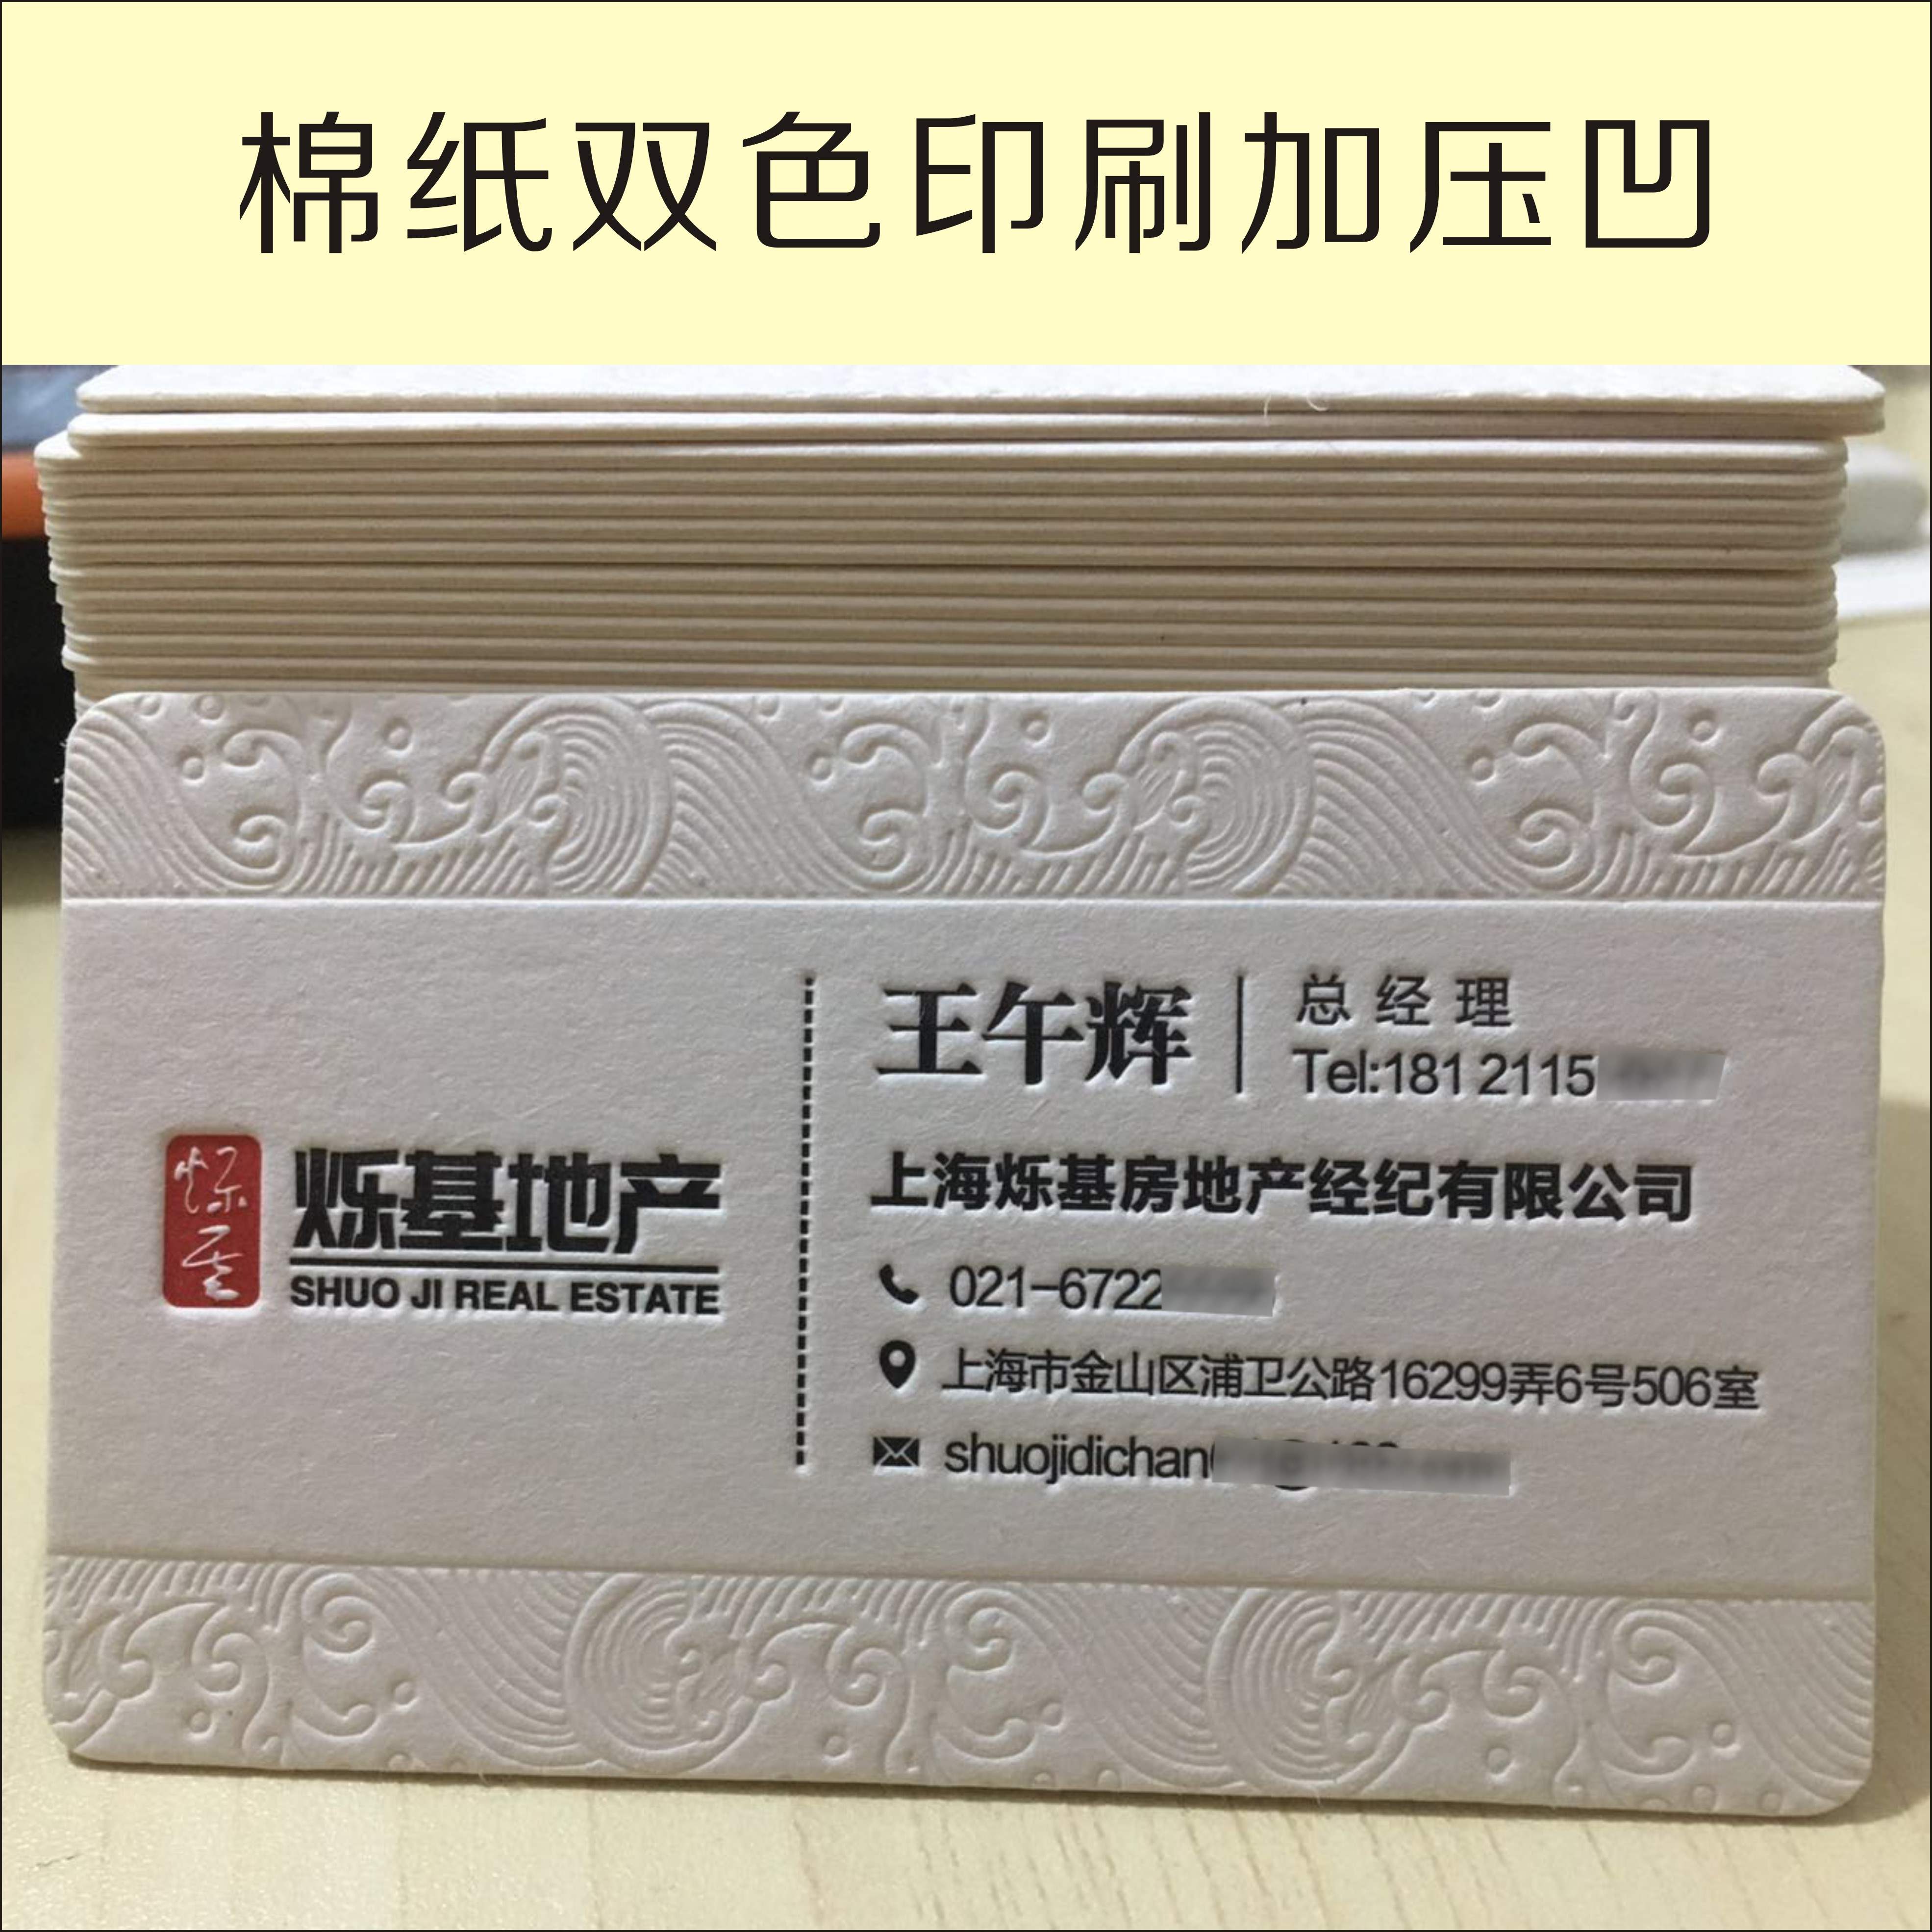 棉纸双色印刷加压凹
王午辉
总经理
Tel:181 2115
烁基
烁基地产
SHUO JI REAL ESTATE
上海烁基房地产经纪有限公司
021-6722
上海市金山区浦卫公路16299弄6号506室
shuojidichan